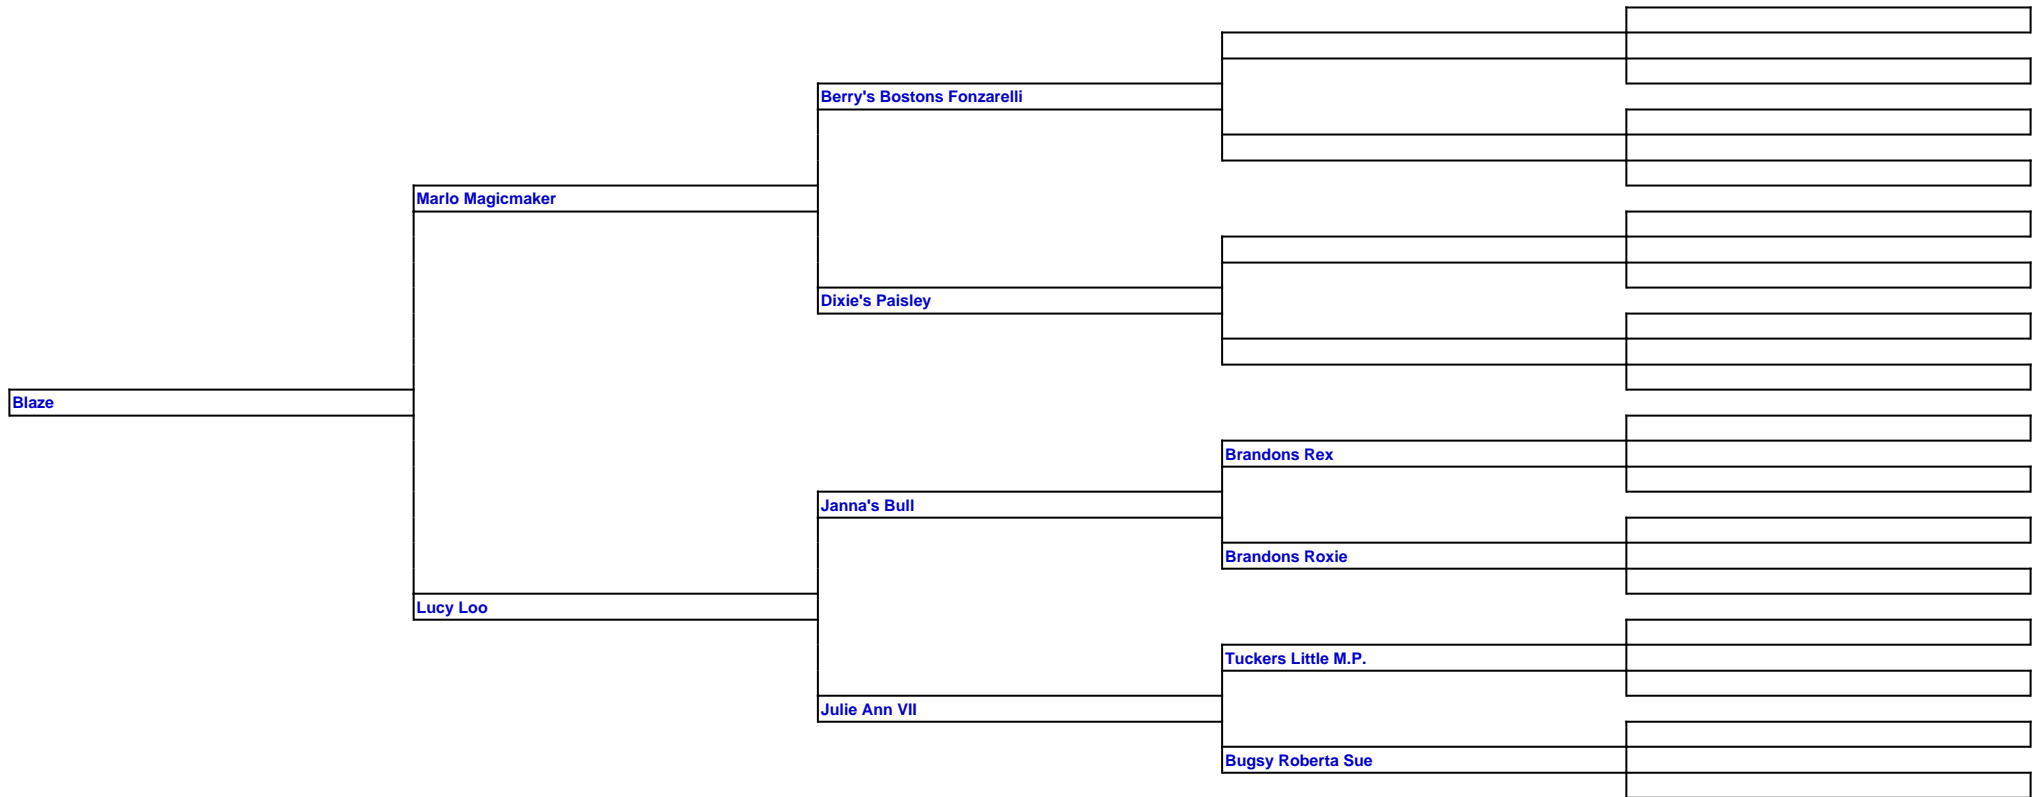 Berry's Bostons Fonzarelli
Marlo Magicmaker
Dixie's Paisley
Blaze
Brandons Rex
Janna's Bull
Brandons Roxie
Lucy Loo
Tuckers Little M.P.
Julie Ann VII
Bugsy Roberta Sue